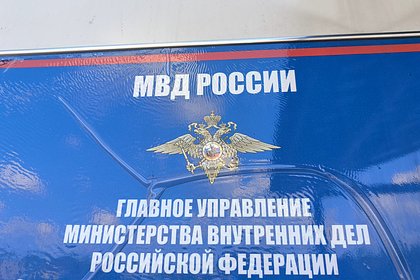 МВД РОССИИ
ГЛАВНОЕ УПРАВЛЕНИЕ
МИНИСТЕРСТВА ВНУТРЕННИХ ДЕЛ
РОССИЙСКОЙ ФЕДЕРАЦИИ